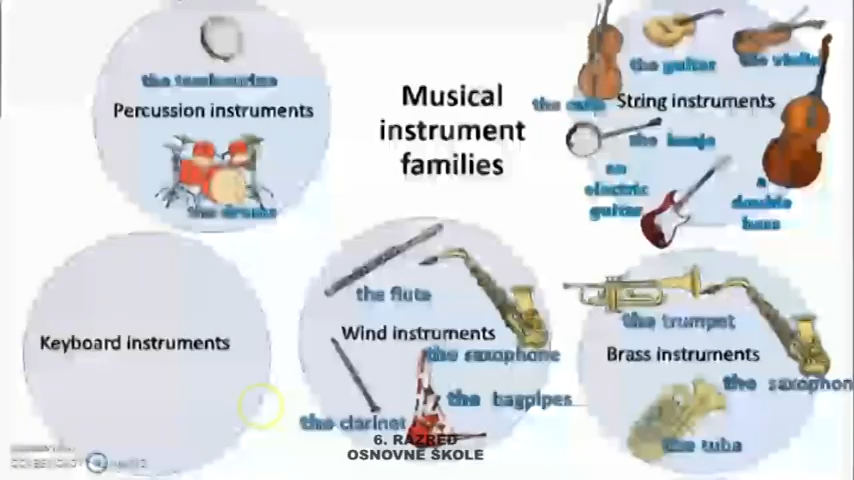 the tambourine
Percussion instruments
the drums
Musical
instrument
families
the guitar
the violin
the
String instruments
the banjo
an
electric
guitar
a
double
bass
Keyboard instruments
the flute
Wind instruments
the saxophone
the bagpipes
the clarinet
the trumpet
Brass instruments
the saxophon
the tuba
6. RAZRED
OSNOVNE ŠKOLE